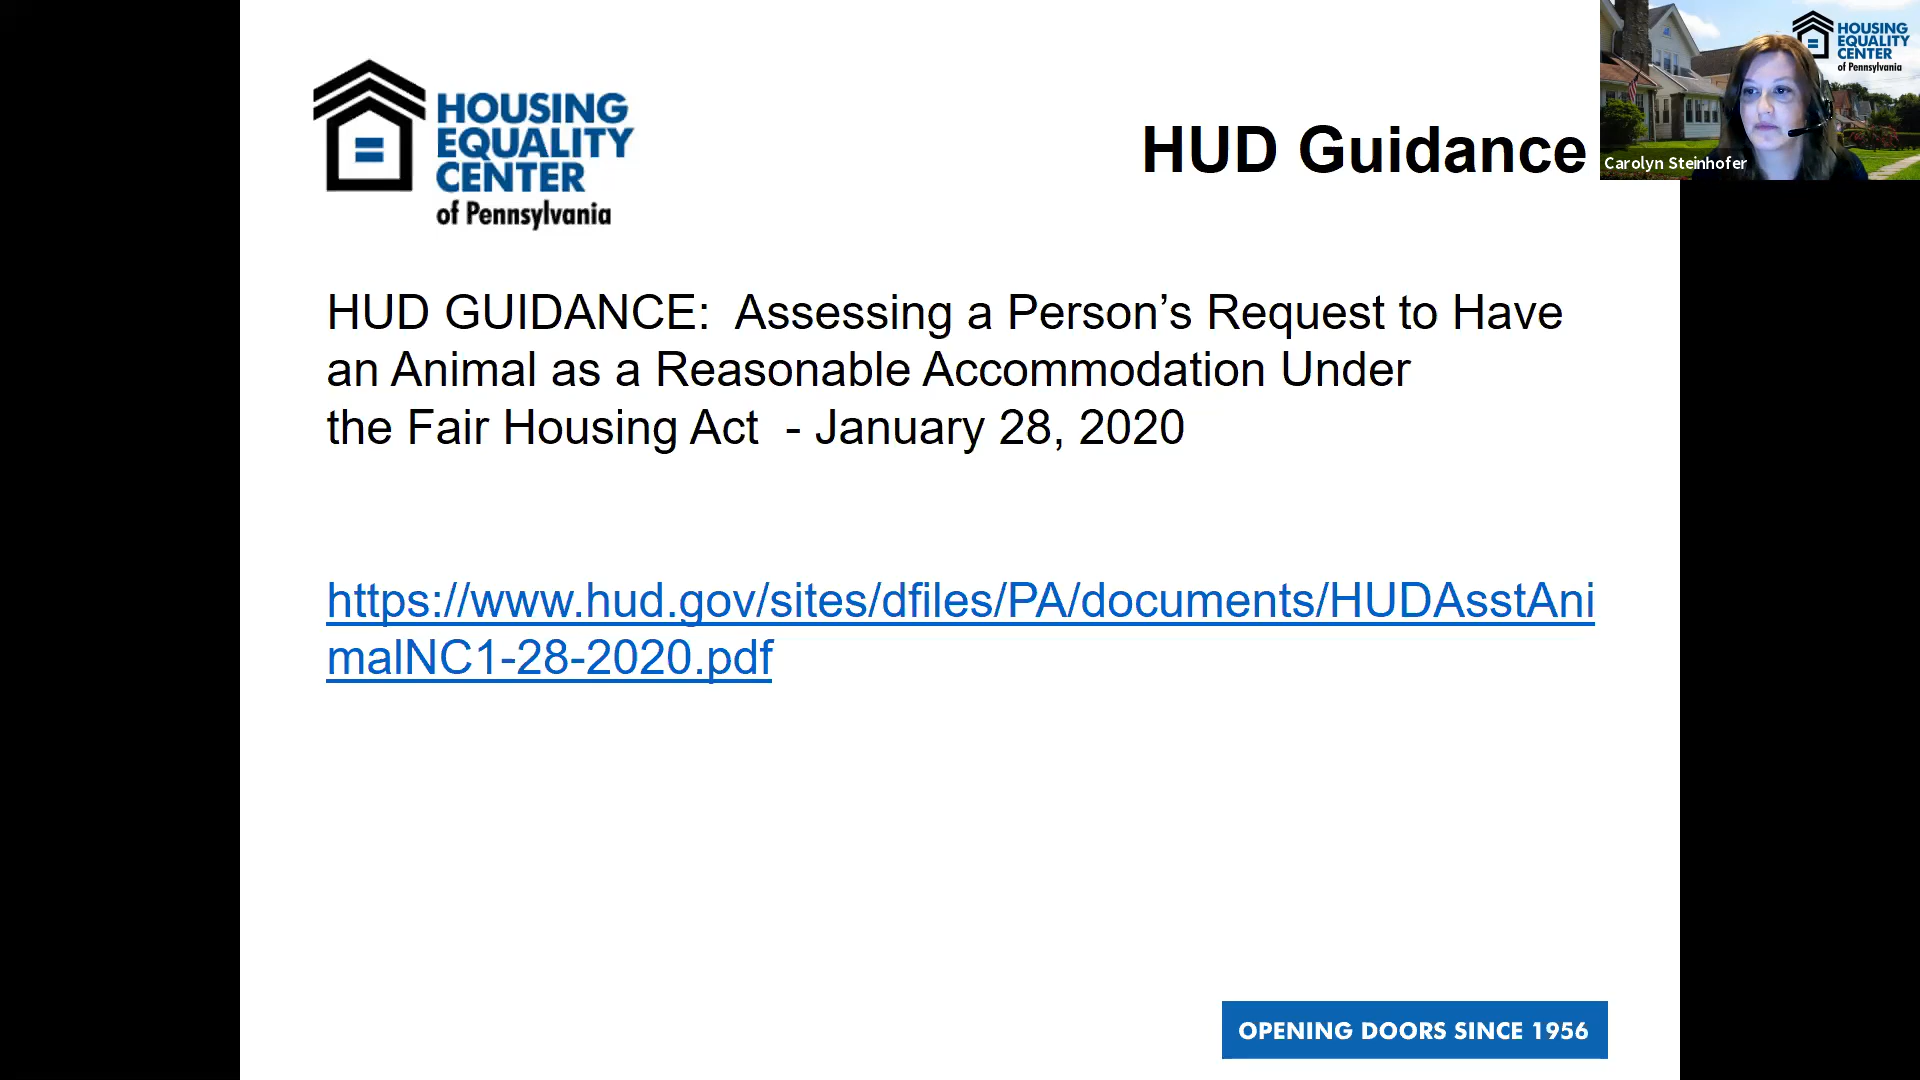 HOUSING
EQUALITY
CENTER
of Pennsylvania
HUD Guidance
HOUSING
EQUALITY
CENTER
of Pennsylvania
Carolyn Steinhofer
HUD GUIDANCE:  Assessing a Person’s Request to Have
an Animal as a Reasonable Accommodation Under
the Fair Housing Act  - January 28, 2020
https://www.hud.gov/sites/dfiles/PA/documents/HUDAsstAni
malNC1-28-2020.pdf
OPENING DOORS SINCE 1956